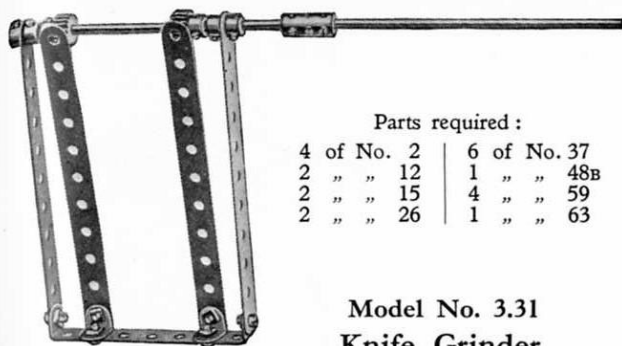 Parts required :
4 of No. 2 | 6 of No. 37
2 „ „ 12 | 1 „ „ 48B
2 „ „ 15 | 4 „ „ 59
2 „ „ 26 | 1 „ „ 63
Model No. 3.31
Knife Grinder